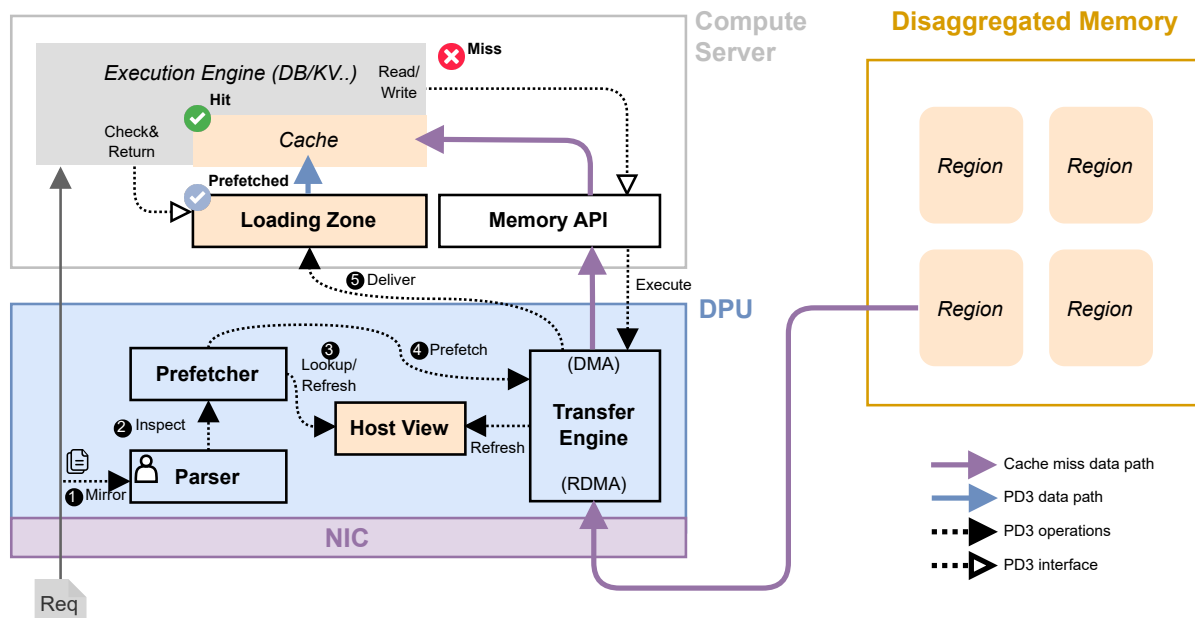 Compute
Server
Disaggregated Memory
Execution Engine (DB/KV..)
Read/
Write
Miss
Hit
Check&
Return
Cache
Prefetched
Loading Zone
Memory API
Region
Region
Region
Region
5 Deliver
Execute
DPU
Prefetcher
3
Lookup/
Refresh
4 Prefetch
(DMA)
Transfer
Engine
(RDMA)
Host View
Refresh
2 Inspect
Parser
1 Mirror
NIC
Req
Cache miss data path
PD3 data path
PD3 operations
PD3 interface